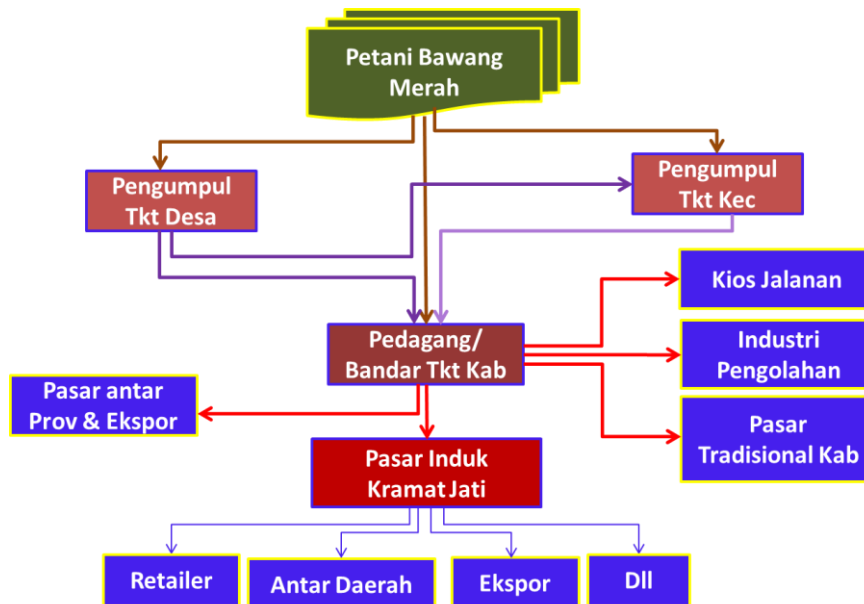 Petani Bawang
Merah
Pengumpul
Tkt Desa
Pengumpul
Tkt Kec
Kios Jalanan
Pedagang/
Bandar Tkt Kab
Industri
Pengolahan
Pasar antar
Prov & Ekspor
Pasar
Tradisional Kab
Pasar Induk
Kramat Jati
Retailer
Antar Daerah
Ekspor
Dll